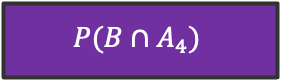 P(B ∩ A₄)